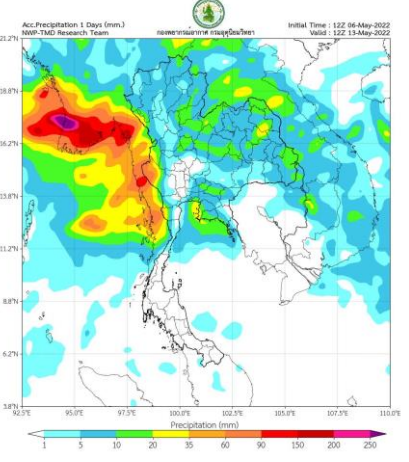 Acc.Precipitation 1 Days (mm.)
NWP-TMD Research Team
กองพยากรณ์อากาศ กรมอุตุนิยมวิทยา
Initial Time : 12Z 06-May-2022
Valid : 12Z 13-May-2022
21.2°N
18.8°N
16.2°N
13.8°N
11.2°N
8.8°N
6.2°N
3.8°N
92.5°E 95.0°E 97.5°E 100.0°E 102.5°E 105.0°E 107.5°E 110.0°E
Precipitation (mm)
1 5 10 20 35 60 90 150 200 250